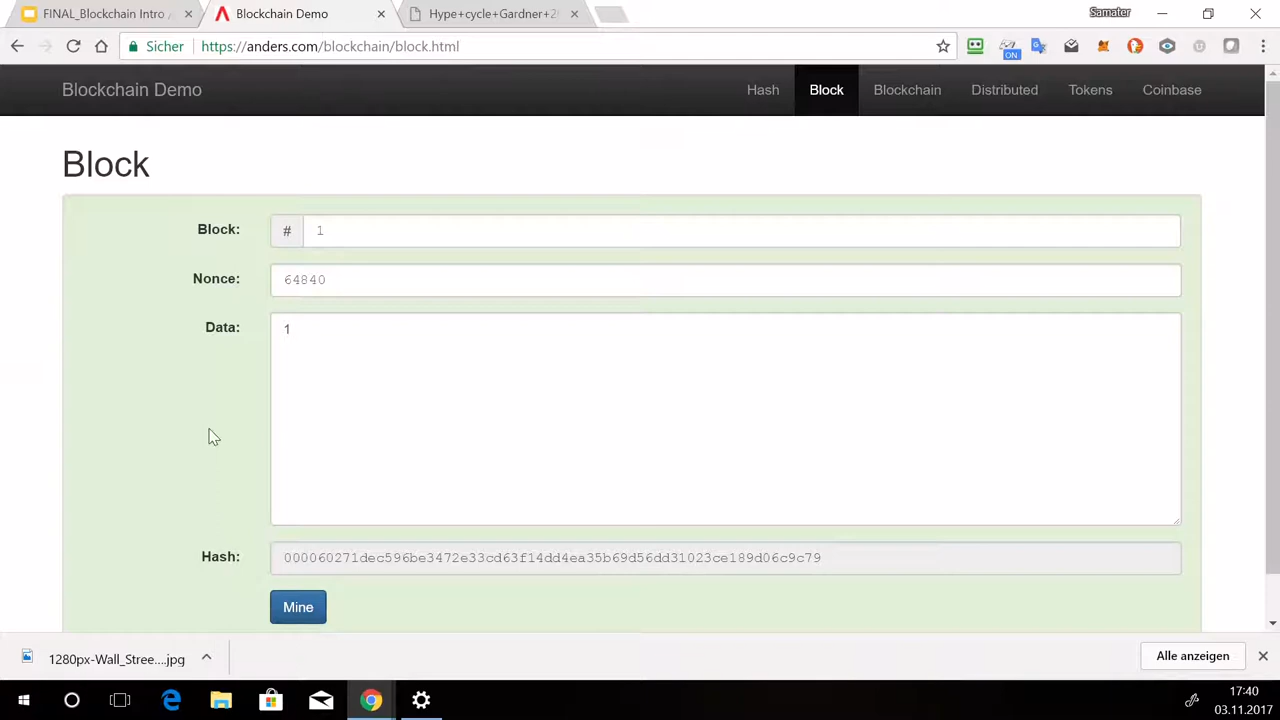 FINAL_Blockchain Intro
Blockchain Demo
Hype+cycle+Gardner+2
Samater
Sicher
https://anders.com/blockchain/block.html
ON
Blockchain Demo
Hash
Block
Blockchain
Distributed
Tokens
Coinbase
Block
Block:
#
1
Nonce:
64840
Data:
1
Hash:
000060271dec596be3472e33cd63f14dd4ea35b69d56dd31023ce189d06c9c79
Mine
1280px-Wall_Stree....jpg
Alle anzeigen
17:40
03.11.2017